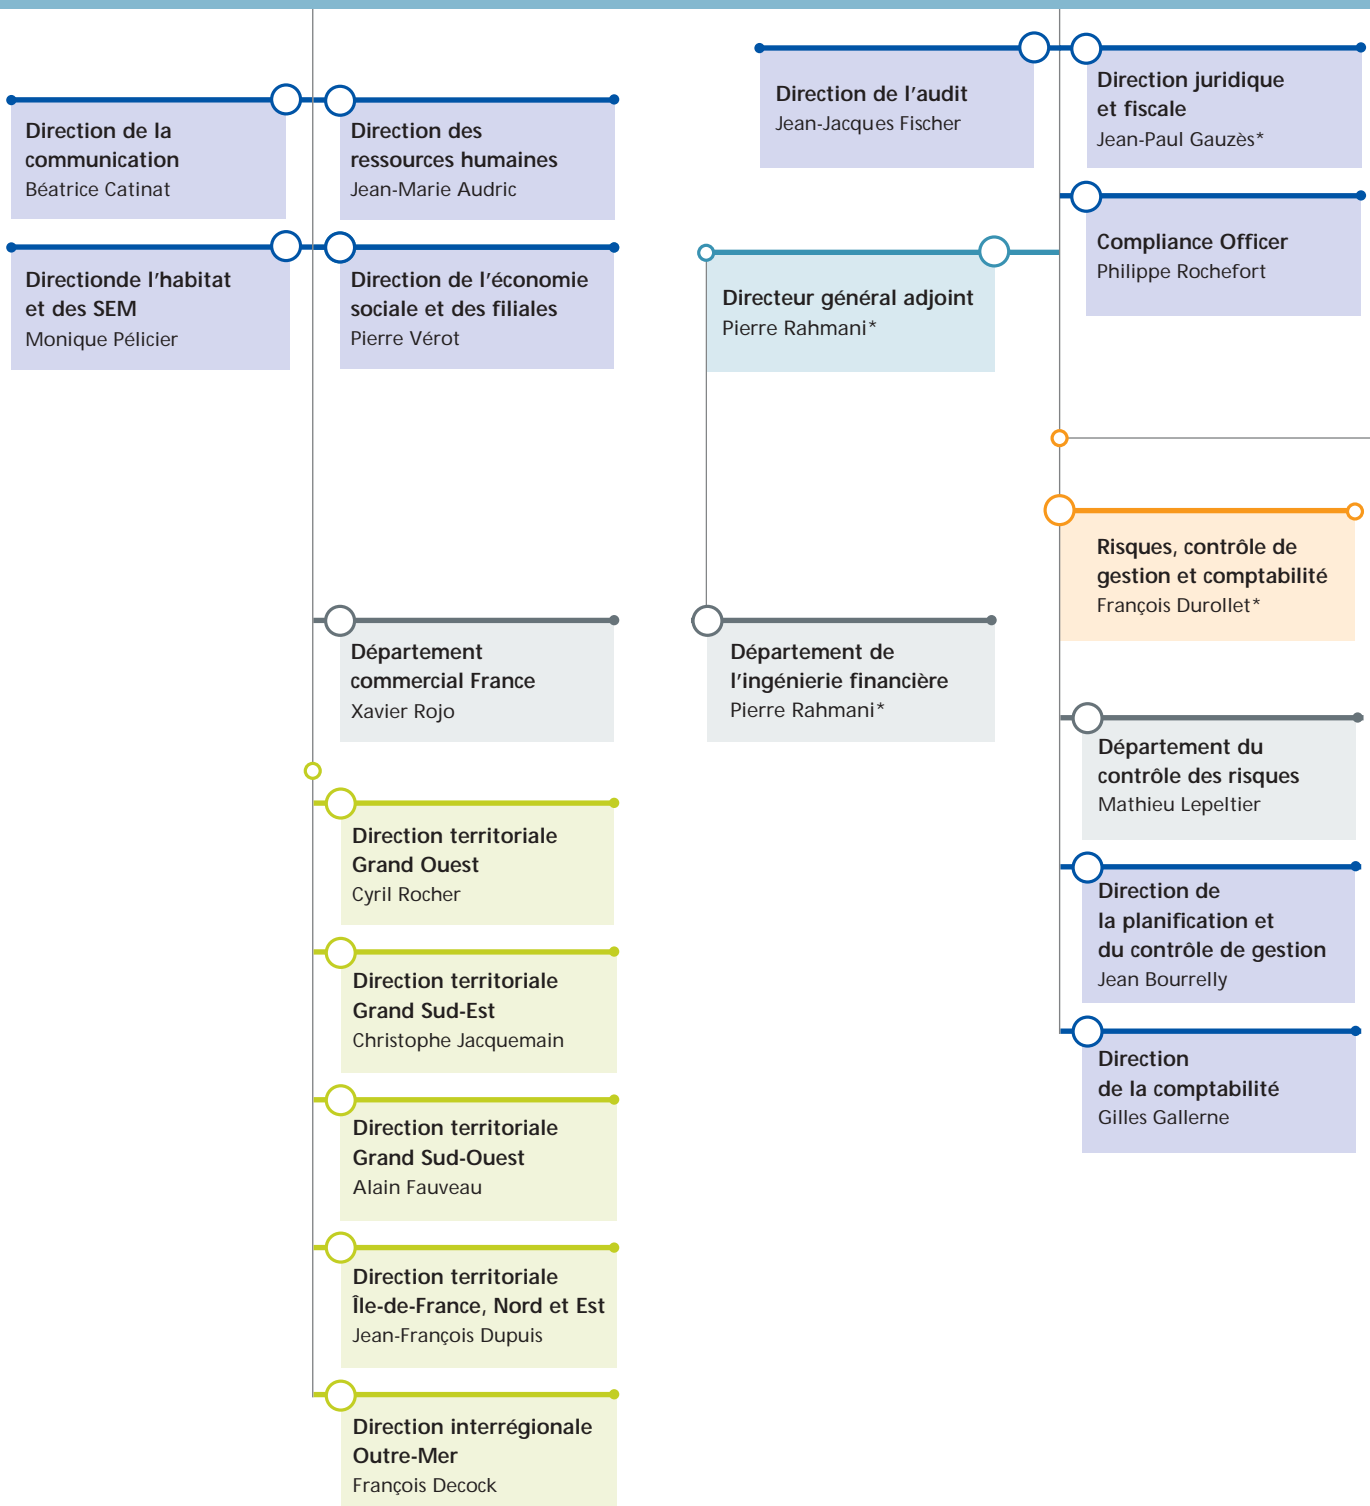 Direction de la
communication
Béatrice Catinat
Direction des
ressources humaines
Jean-Marie Audric
Directionde l'habitat
et des SEM
Monique Pélicier
Direction de l'économie
sociale et des filiales
Pierre Vérot
Département
commercial France
Xavier Rojo
Direction territoriale
Grand Ouest
Cyril Rocher
Direction territoriale
Grand Sud-Est
Christophe Jacquemain
Direction territoriale
Grand Sud-Ouest
Alain Fauveau
Direction territoriale
Île-de-France, Nord et Est
Jean-François Dupuis
Direction interrégionale
Outre-Mer
François Decock
Direction de l'audit
Jean-Jacques Fischer
Direction juridique
et fiscale
Jean-Paul Gauzès*
Compliance Officer
Philippe Rochefort
Directeur général adjoint
Pierre Rahmani*
Département de
l'ingénierie financière
Pierre Rahmani*
Risques, contrôle de
gestion et comptabilité
François Durollet*
Département du
contrôle des risques
Mathieu Lepeltier
Direction de
la planification et
du contrôle de gestion
Jean Bourrelly
Direction
de la comptabilité
Gilles Gallerne